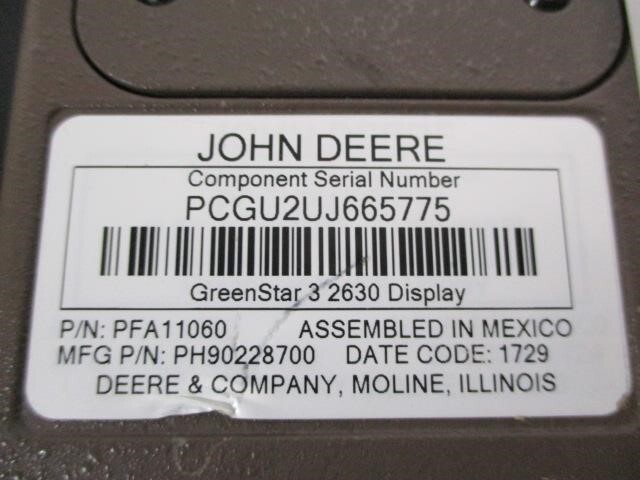 JOHN DEERE
Component Serial Number
PCGU2UJ665775
GreenStar 3 2630 Display
P/N: PFA11060 ASSEMBLED IN MEXICO
MFG P/N: PH90228700 DATE CODE: 1729
DEERE & COMPANY, MOLINE, ILLINOIS